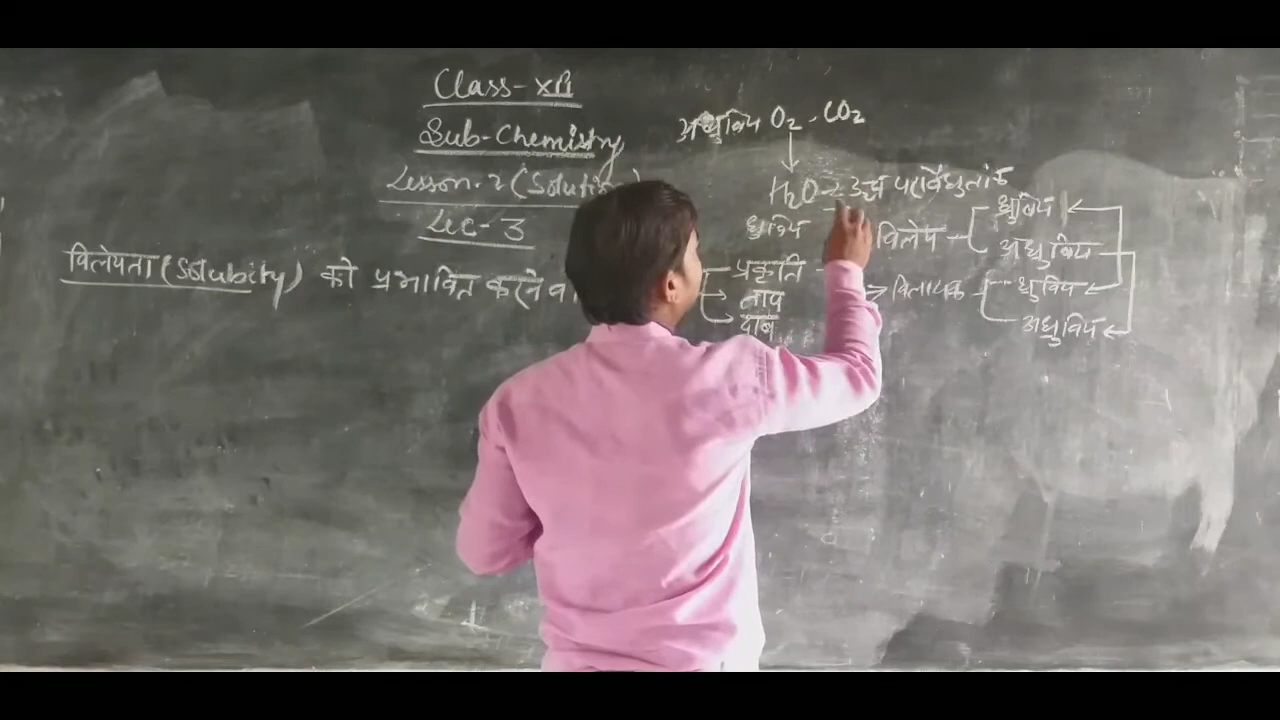 Class-XII
Sub-Chemistry
Lesson.2 (Solution)
Lec-3
विलेयता (Solubility) को प्रभावित करने वा
प्रकृति
ताप
दाब
अध्रुविय O2 - CO2
H2O - उच्च परावैधुतांक
ध्रुविय
विलेय
ध्रुविय
अध्रुविय
विलायक
ध्रुविय
अध्रुविय